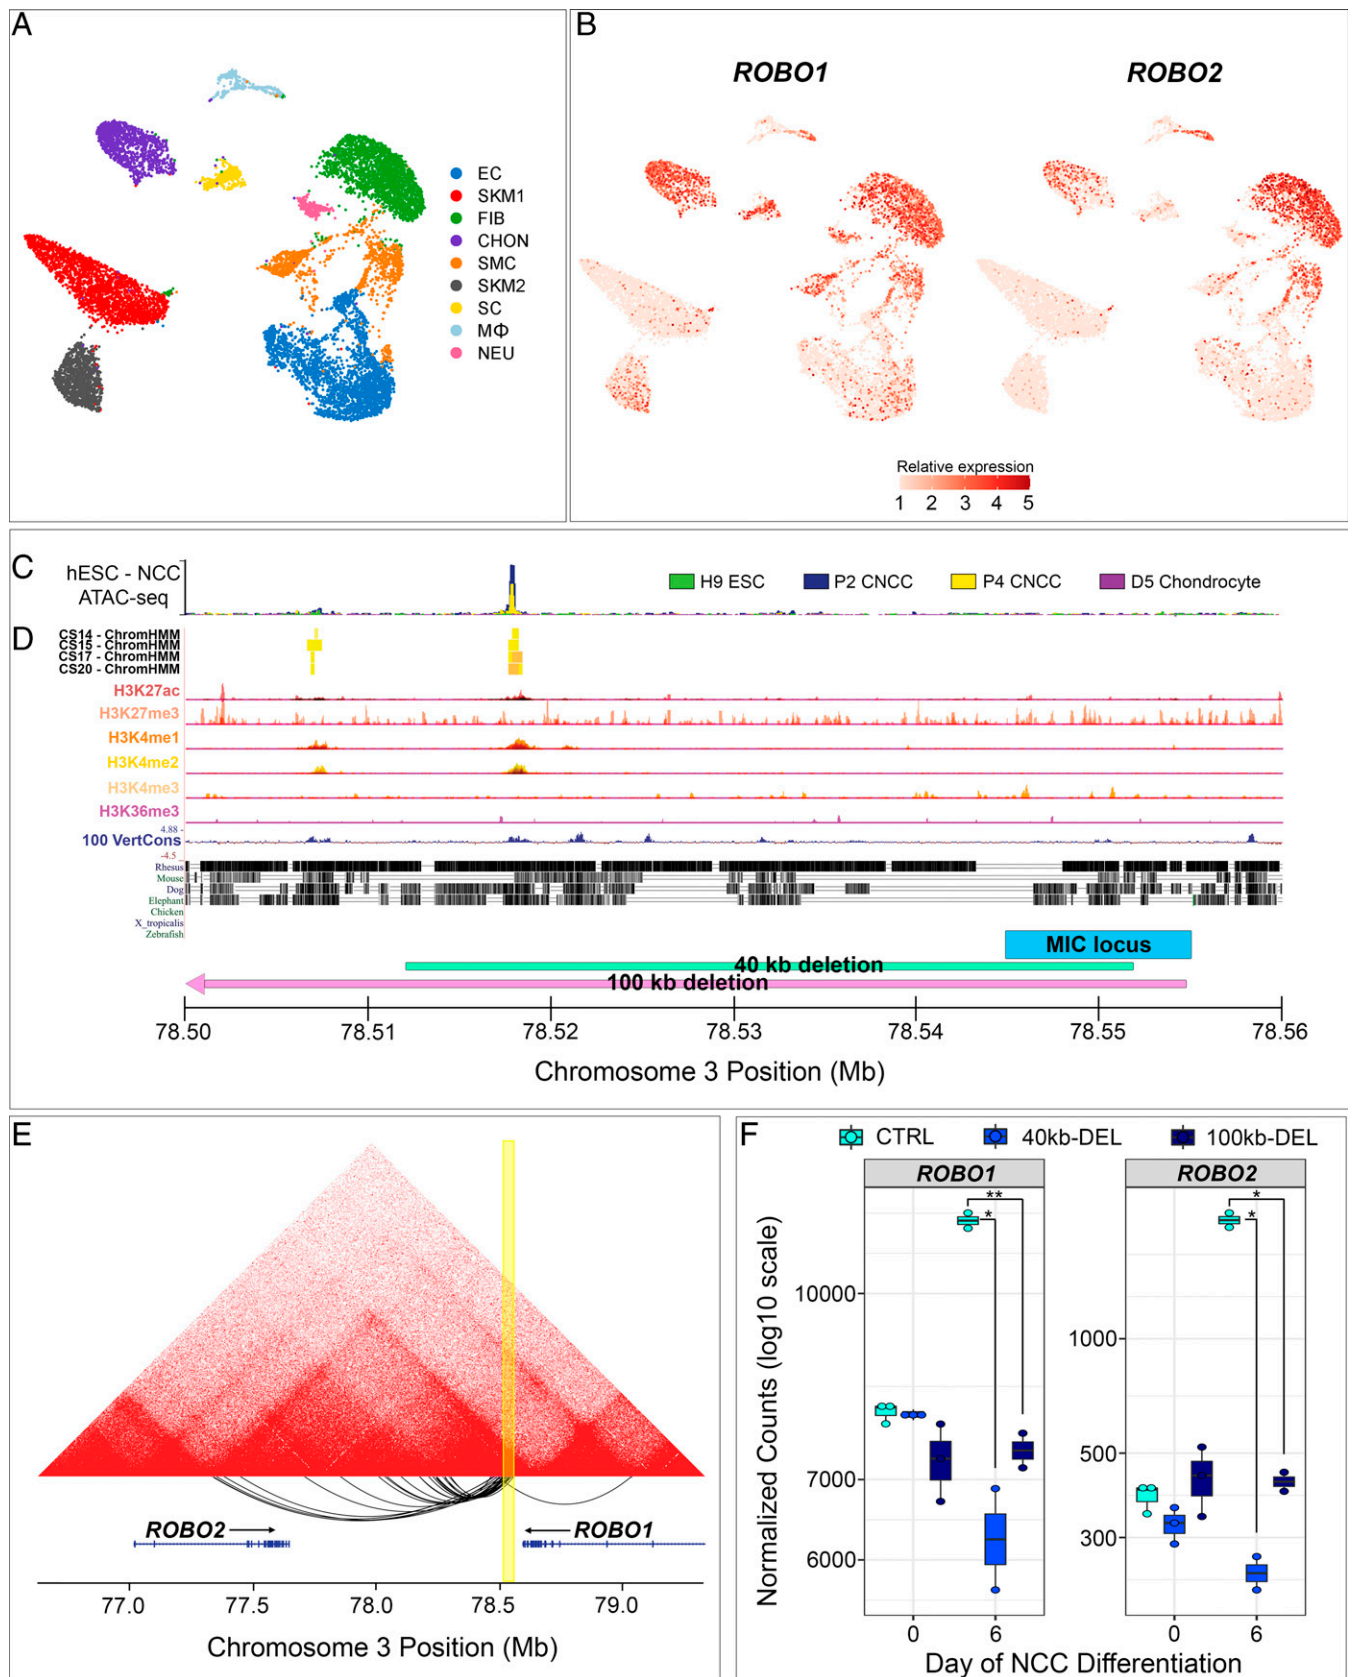 A
EC
SKM1
FIB
CHON
SMC
SKM2
SC
MΦ
NEU
B
ROBO1
ROBO2
Relative expression
1 2 3 4 5
C
hESC - NCC
ATAC-seq
H9 ESC
P2 CNCC
P4 CNCC
D5 Chondrocyte
D
CS14 - ChromHMM
CS15 - ChromHMM
CS17 - ChromHMM
CS20 - ChromHMM
H3K27ac
H3K27me3
H3K4me1
H3K4me2
H3K4me3
H3K36me3
4.88 -
100 VertCons
-4.5 _
Rhesus
Mouse
Dog
Elephant
Chicken
X_tropicalis
Zebrafish
MIC locus
40 kb deletion
100 kb deletion
78.50 78.51 78.52 78.53 78.54 78.55 78.56
Chromosome 3 Position (Mb)
E
ROBO2
ROBO1
77.0 77.5 78.0 78.5 79.0
Chromosome 3 Position (Mb)
F
CTRL
40kb-DEL
100kb-DEL
ROBO1
ROBO2
Normalized Counts (log10 scale)
10000
7000
6000
**
*
0 6
1000
500
300
*
*
0 6
Day of NCC Differentiation